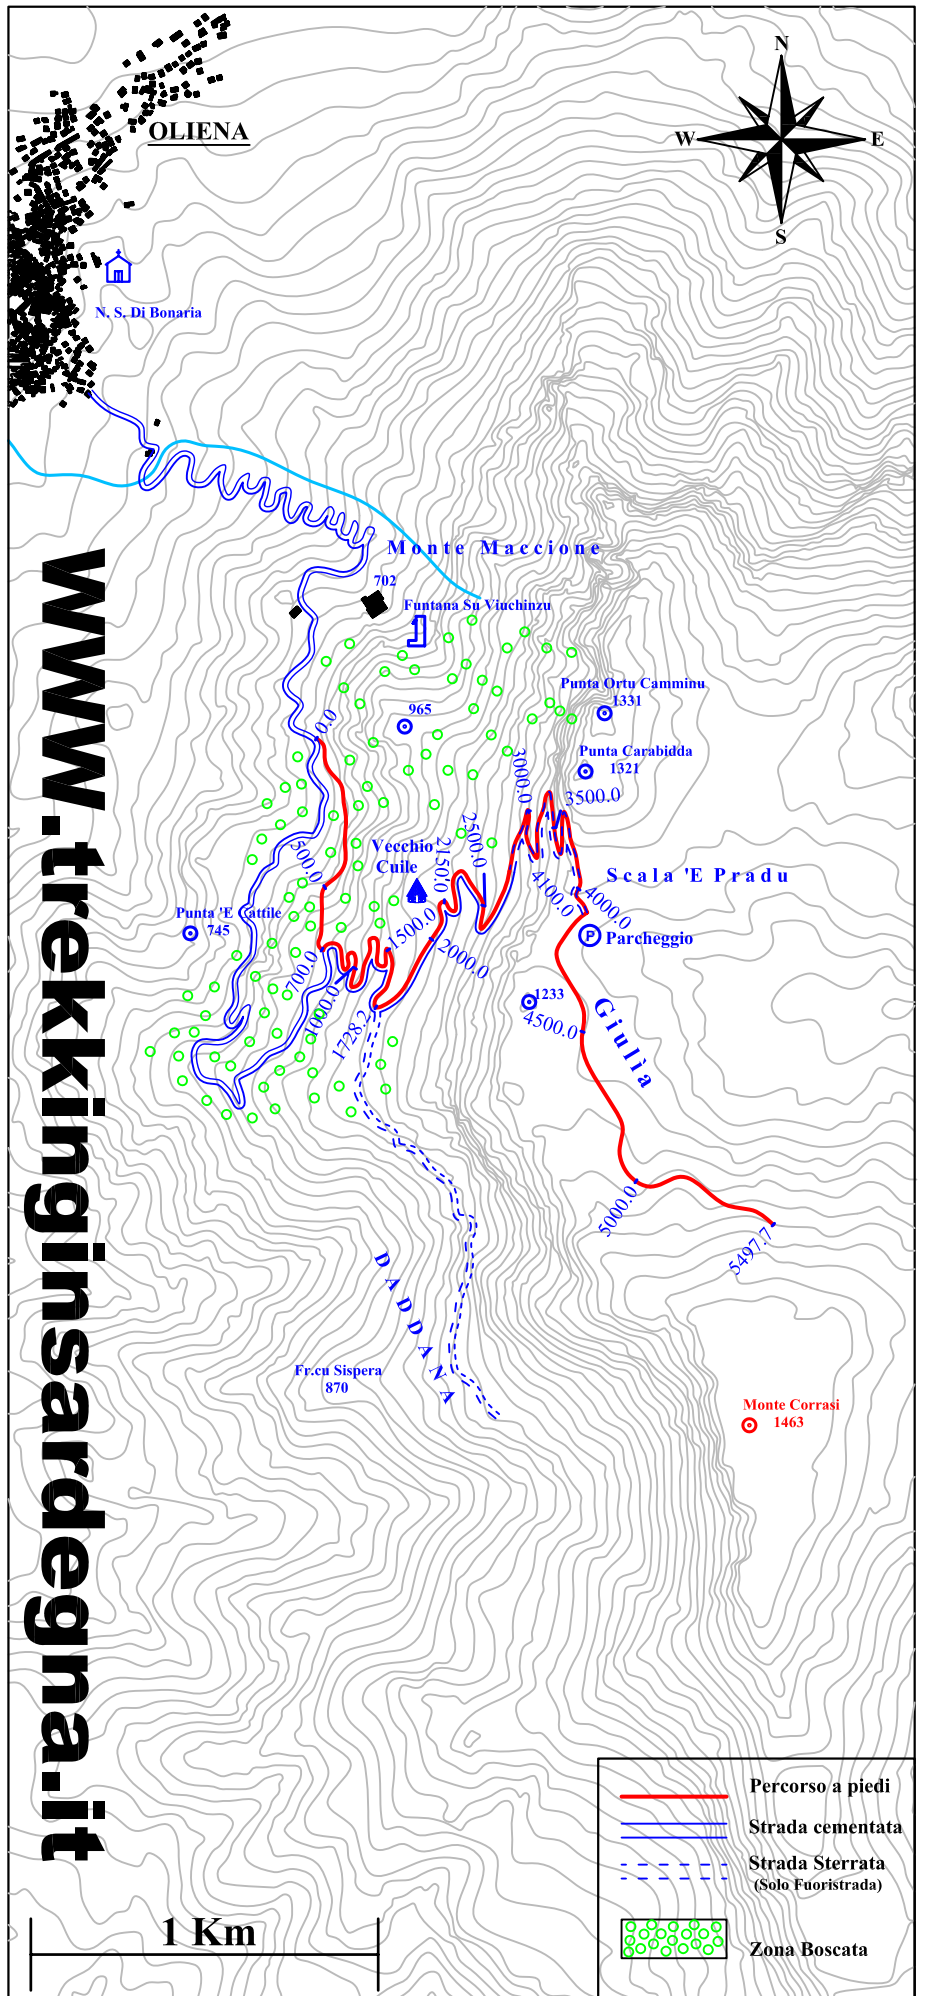 N
OLIENA
W
E
S
N. S. Di Bonaria
Monte Maccione
702
Funtana Su Viuchinzu
Punta Ortu Camminu
1331
965
0.0
Punta Carabidda
1321
3000.0
3500.0
2500.0
Vecchio
Cuile
2150.0
500.0
Scala 'E Pradu
4100.0
4000.0
Punta 'E Cattile
745
1500.0
2000.0
P Parcheggio
700.0
1000.0
1233
4500.0
1728.2
Giulìa
5000.0
5497.7
DADDANA
Fr.cu Sispera
870
Monte Corrasi
1463
www.trekkinginsardegna.it
Percorso a piedi
Strada cementata
Strada Sterrata
(Solo Fuoristrada)
Zona Boscata
1 Km